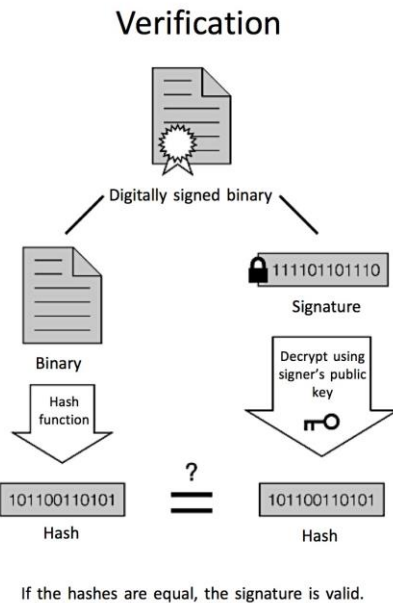 Verification
Digitally signed binary
Binary
Hash
function
101100110101
Hash
111101101110
Signature
Decrypt using
signer's public
key
?
101100110101
Hash
If the hashes are equal, the signature is valid.